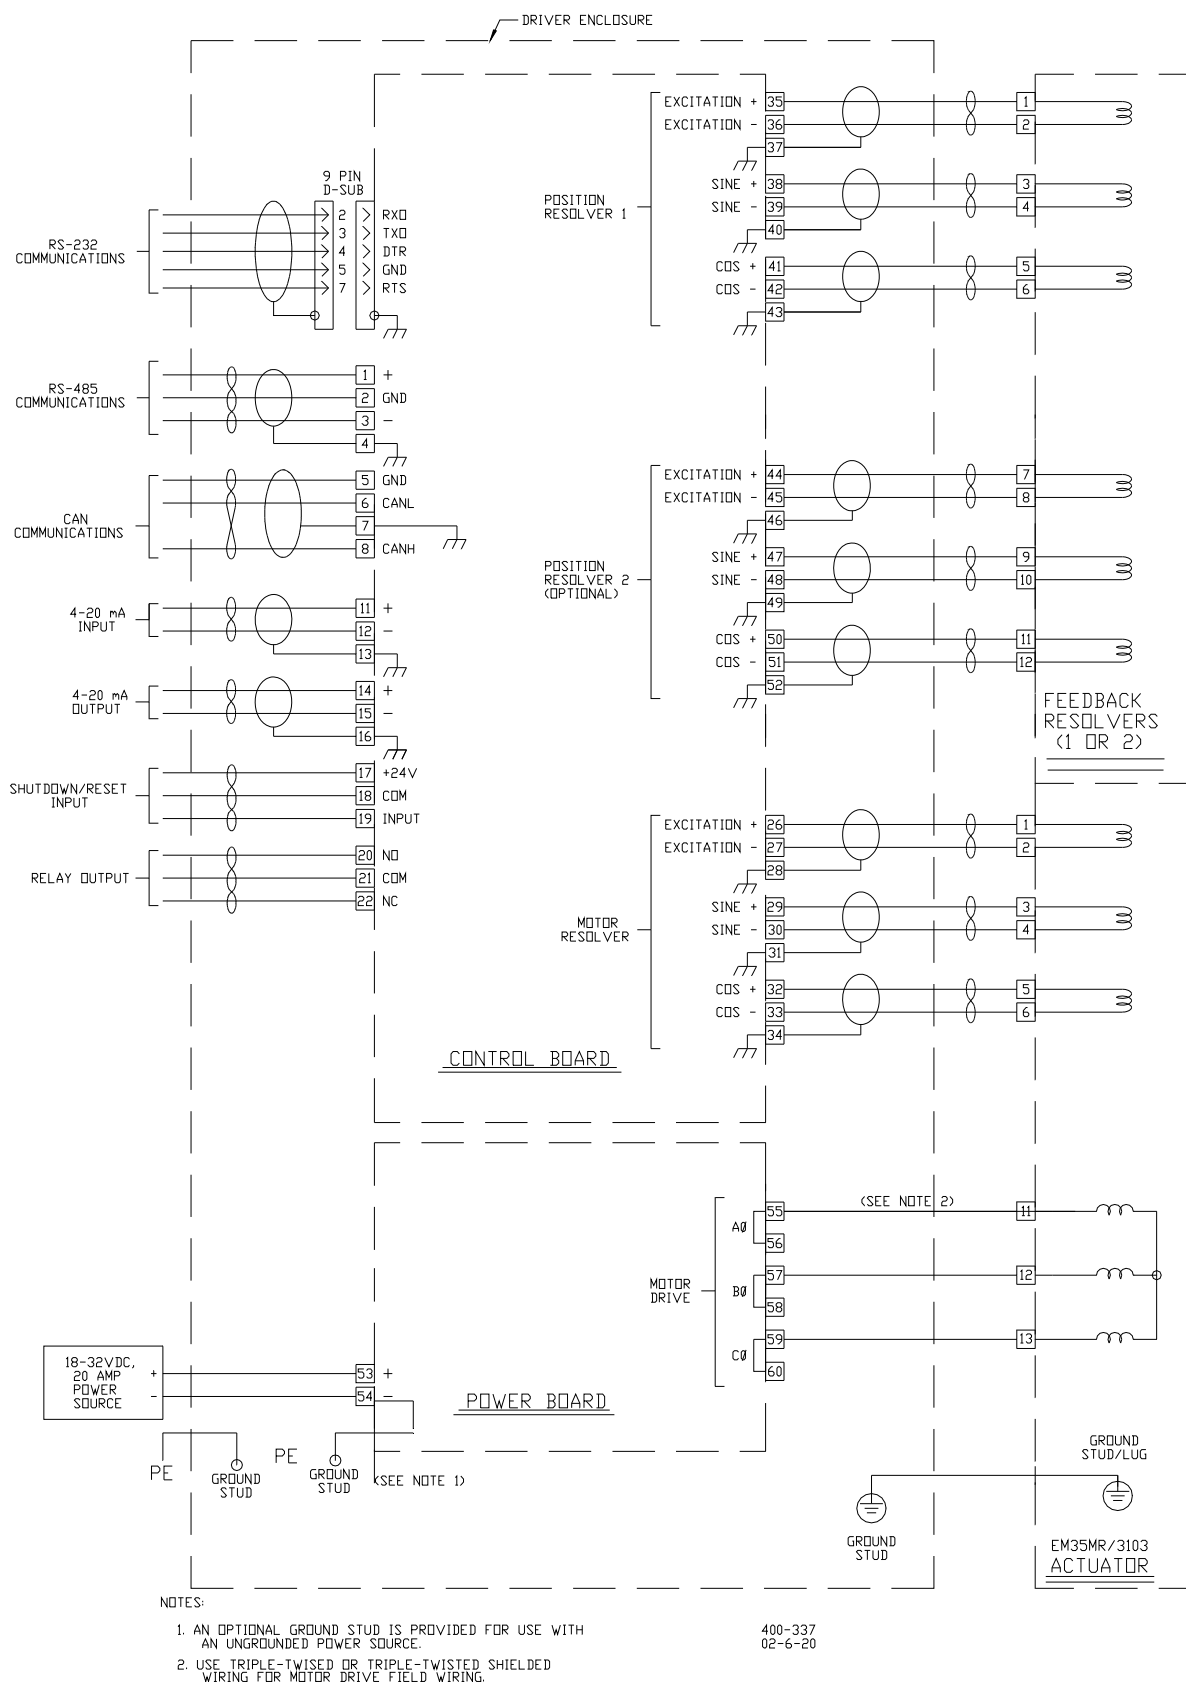 DRIVER ENCLOSURE
9 PIN
D-SUB
RS-232
COMMUNICATIONS
2 RXD
3 TXD
4 DTR
5 GND
7 RTS
RS-485
COMMUNICATIONS
1 +
2 GND
3 -
4
CAN
COMMUNICATIONS
5 GND
6 CANL
7
8 CANH
4-20 mA
INPUT
11 +
12 -
13
4-20 mA
OUTPUT
14 +
15 -
16
SHUTDOWN/RESET
INPUT
17 +24V
18 COM
19 INPUT
RELAY OUTPUT
20 NO
21 COM
22 NC
POSITION
RESOLVER 1
EXCITATION + 35 1
EXCITATION - 36 2
37
SINE + 38 3
SINE - 39 4
40
COS + 41 5
COS - 42 6
43
POSITION
RESOLVER 2
(OPTIONAL)
EXCITATION + 44 7
EXCITATION - 45 8
46
SINE + 47 9
SINE - 48 10
49
COS + 50 11
COS - 51 12
52
FEEDBACK
RESOLVERS
(1 OR 2)
MOTOR
RESOLVER
EXCITATION + 26 1
EXCITATION - 27 2
28
SINE + 29 3
SINE - 30 4
31
COS + 32 5
COS - 33 6
34
CONTROL BOARD
MOTOR
DRIVE
AØ
55 (SEE NOTE 2) 11
56
BØ
57 12
58
CØ
59 13
60
18-32VDC,
20 AMP
POWER
SOURCE
+ 53 +
- 54 -
POWER BOARD
PE
GROUND
STUD
PE
GROUND
STUD
(SEE NOTE 1)
GROUND
STUD
GROUND
STUD/LUG
EM35MR/3103
ACTUATOR
NOTES:
1. AN OPTIONAL GROUND STUD IS PROVIDED FOR USE WITH
AN UNGROUNDED POWER SOURCE.
2. USE TRIPLE-TWISED OR TRIPLE-TWISTED SHIELDED
WIRING FOR MOTOR DRIVE FIELD WIRING.
400-337
02-6-20